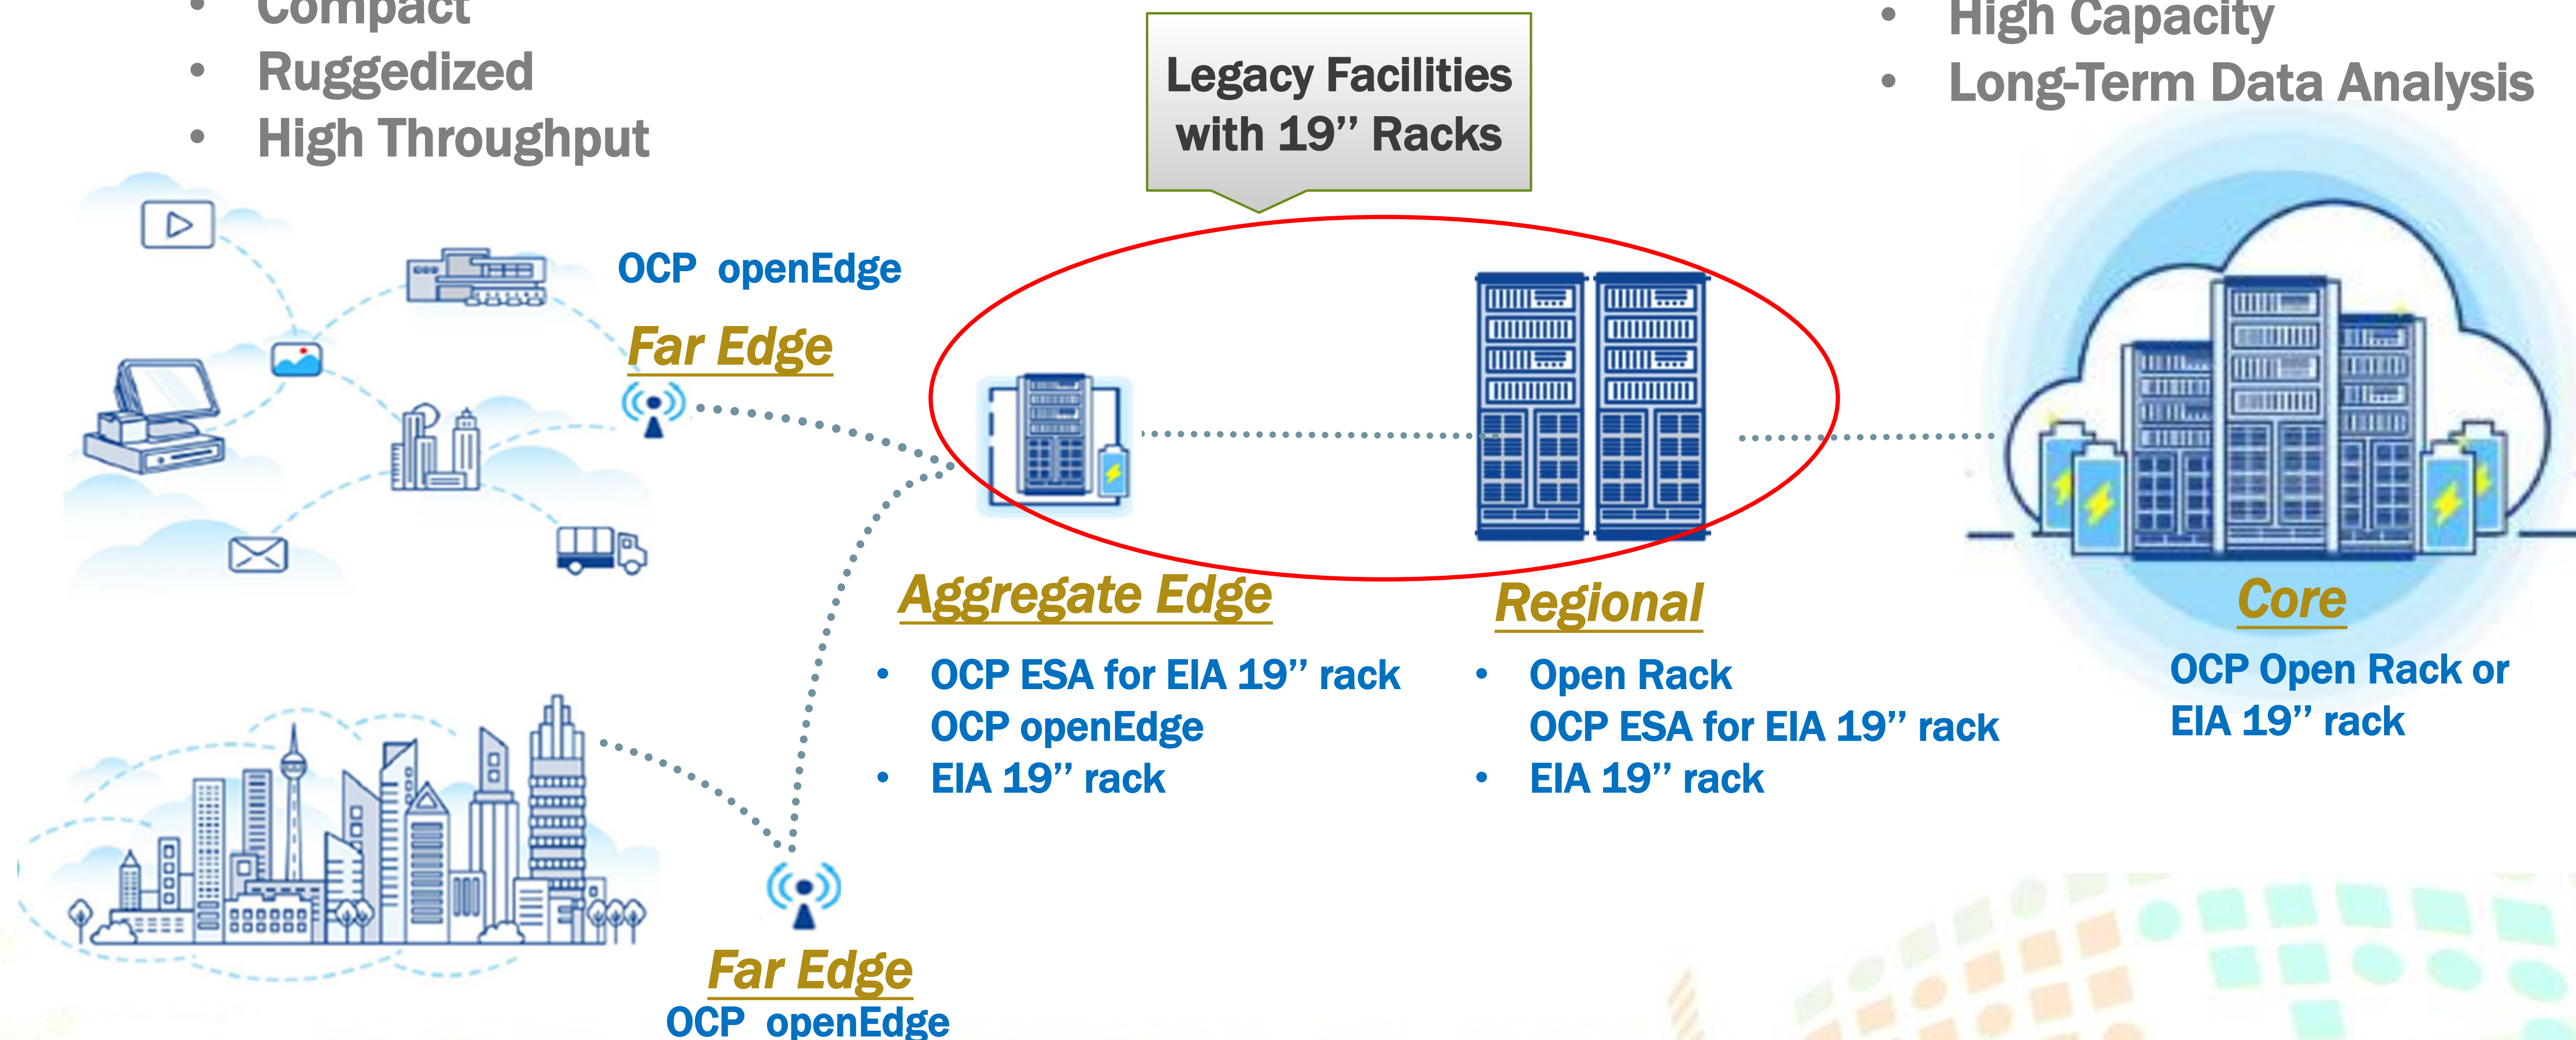 • Compact
• Ruggedized
• High Throughput
Legacy Facilities
with 19’’ Racks
• High Capacity
• Long-Term Data Analysis
OCP openEdge
Far Edge
Aggregate Edge
• OCP ESA for EIA 19’’ rack
OCP openEdge
• EIA 19’’ rack
Regional
• Open Rack
OCP ESA for EIA 19’’ rack
• EIA 19’’ rack
Core
OCP Open Rack or
EIA 19’’ rack
Far Edge
OCP openEdge